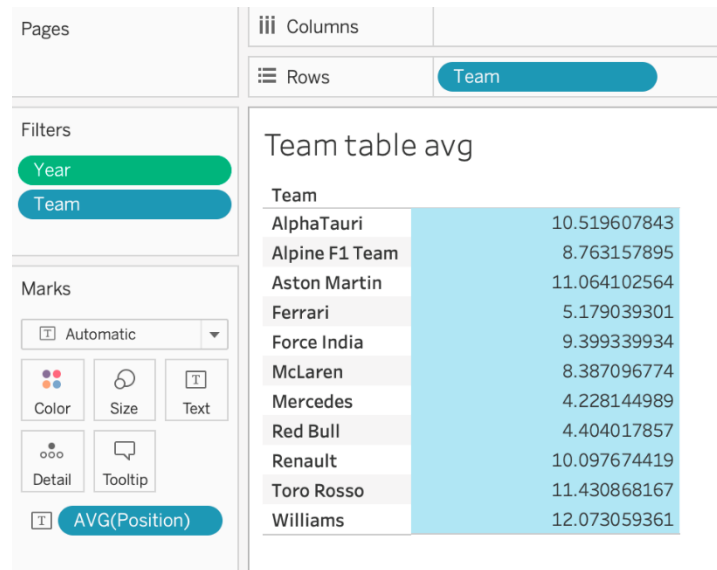 Pages
Columns
Rows
Team
Filters
Year
Team
Marks
Automatic
Color Size Text
Detail Tooltip
AVG(Position)
Team table avg
Team
AlphaTauri 10.519607843
Alpine F1 Team 8.763157895
Aston Martin 11.064102564
Ferrari 5.179039301
Force India 9.399339934
McLaren 8.387096774
Mercedes 4.228144989
Red Bull 4.404017857
Renault 10.097674419
Toro Rosso 11.430868167
Williams 12.073059361